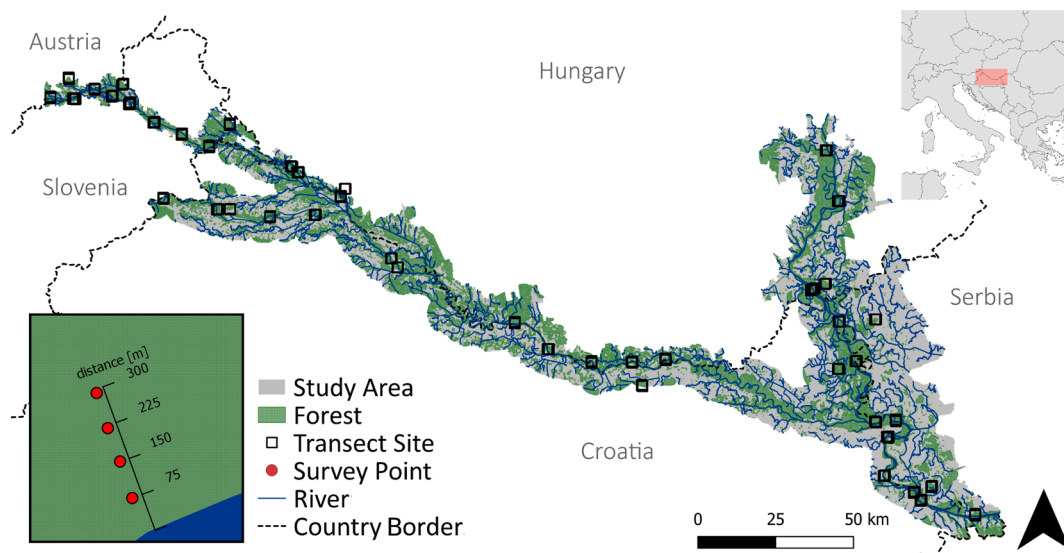 Austria
Hungary
Slovenia
Serbia
Croatia
distance [m]
300
225
150
75
Study Area
Forest
Transect Site
Survey Point
River
Country Border
0 25 50 km